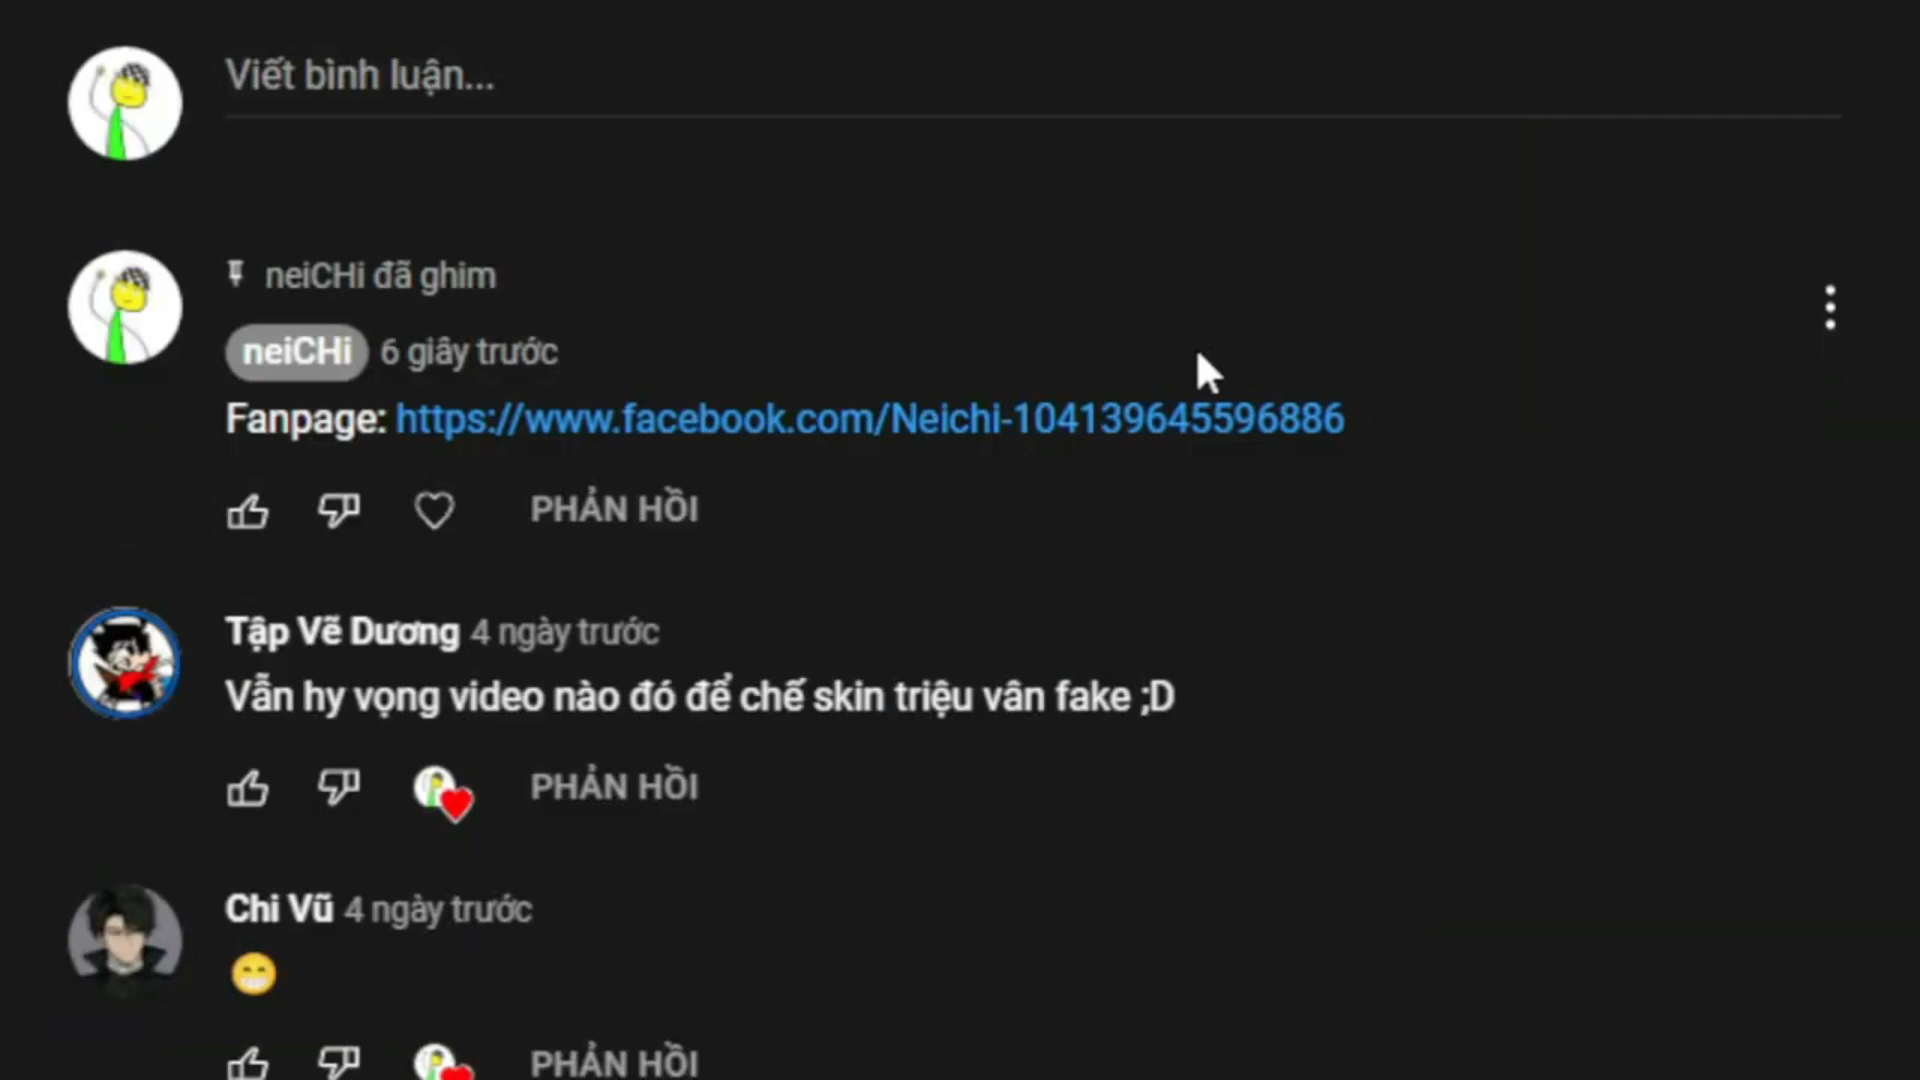 Viết bình luận...
neiCHi đã ghim
neiCHi 6 giây trước
Fanpage: https://www.facebook.com/Neichi-104139645596886
PHẢN HỒI
Tập Vẽ Dương 4 ngày trước
Vẫn hy vọng video nào đó để chế skin triệu vân fake ;D
PHẢN HỒI
Chi Vũ 4 ngày trước
😁
PHẢN HỒI